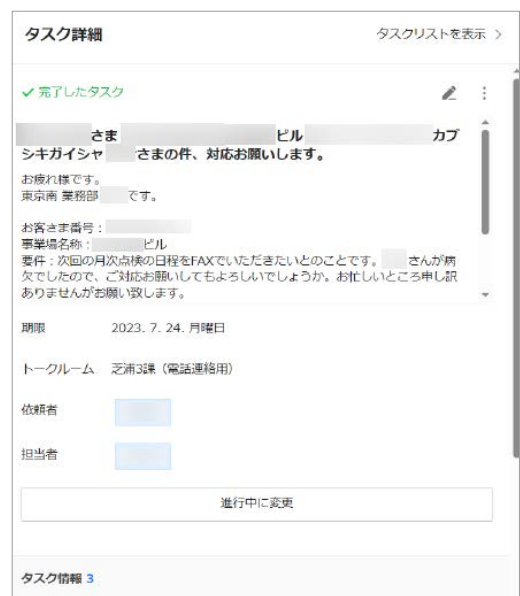 タスク詳細
タスクリストを表示 >
✓ 完了したタスク
さま ビル カブ
シキガイシャ さまの件、対応お願いします。
お疲れ様です。
東京南 業務部 です。
お客さま番号：
事業場名称： ビル
要件：次回の月次点検の日程をFAXでいただきたいとのことです。 さんが病
欠でしたので、ご対応お願いしてもよろしいでしょうか。お忙しいところ申し訳
ありませんがお願い致します。
期限 2023. 7. 24. 月曜日
トークルーム 芝浦3課（電話連絡用）
依頼者
担当者
進行中に変更
タスク情報 3